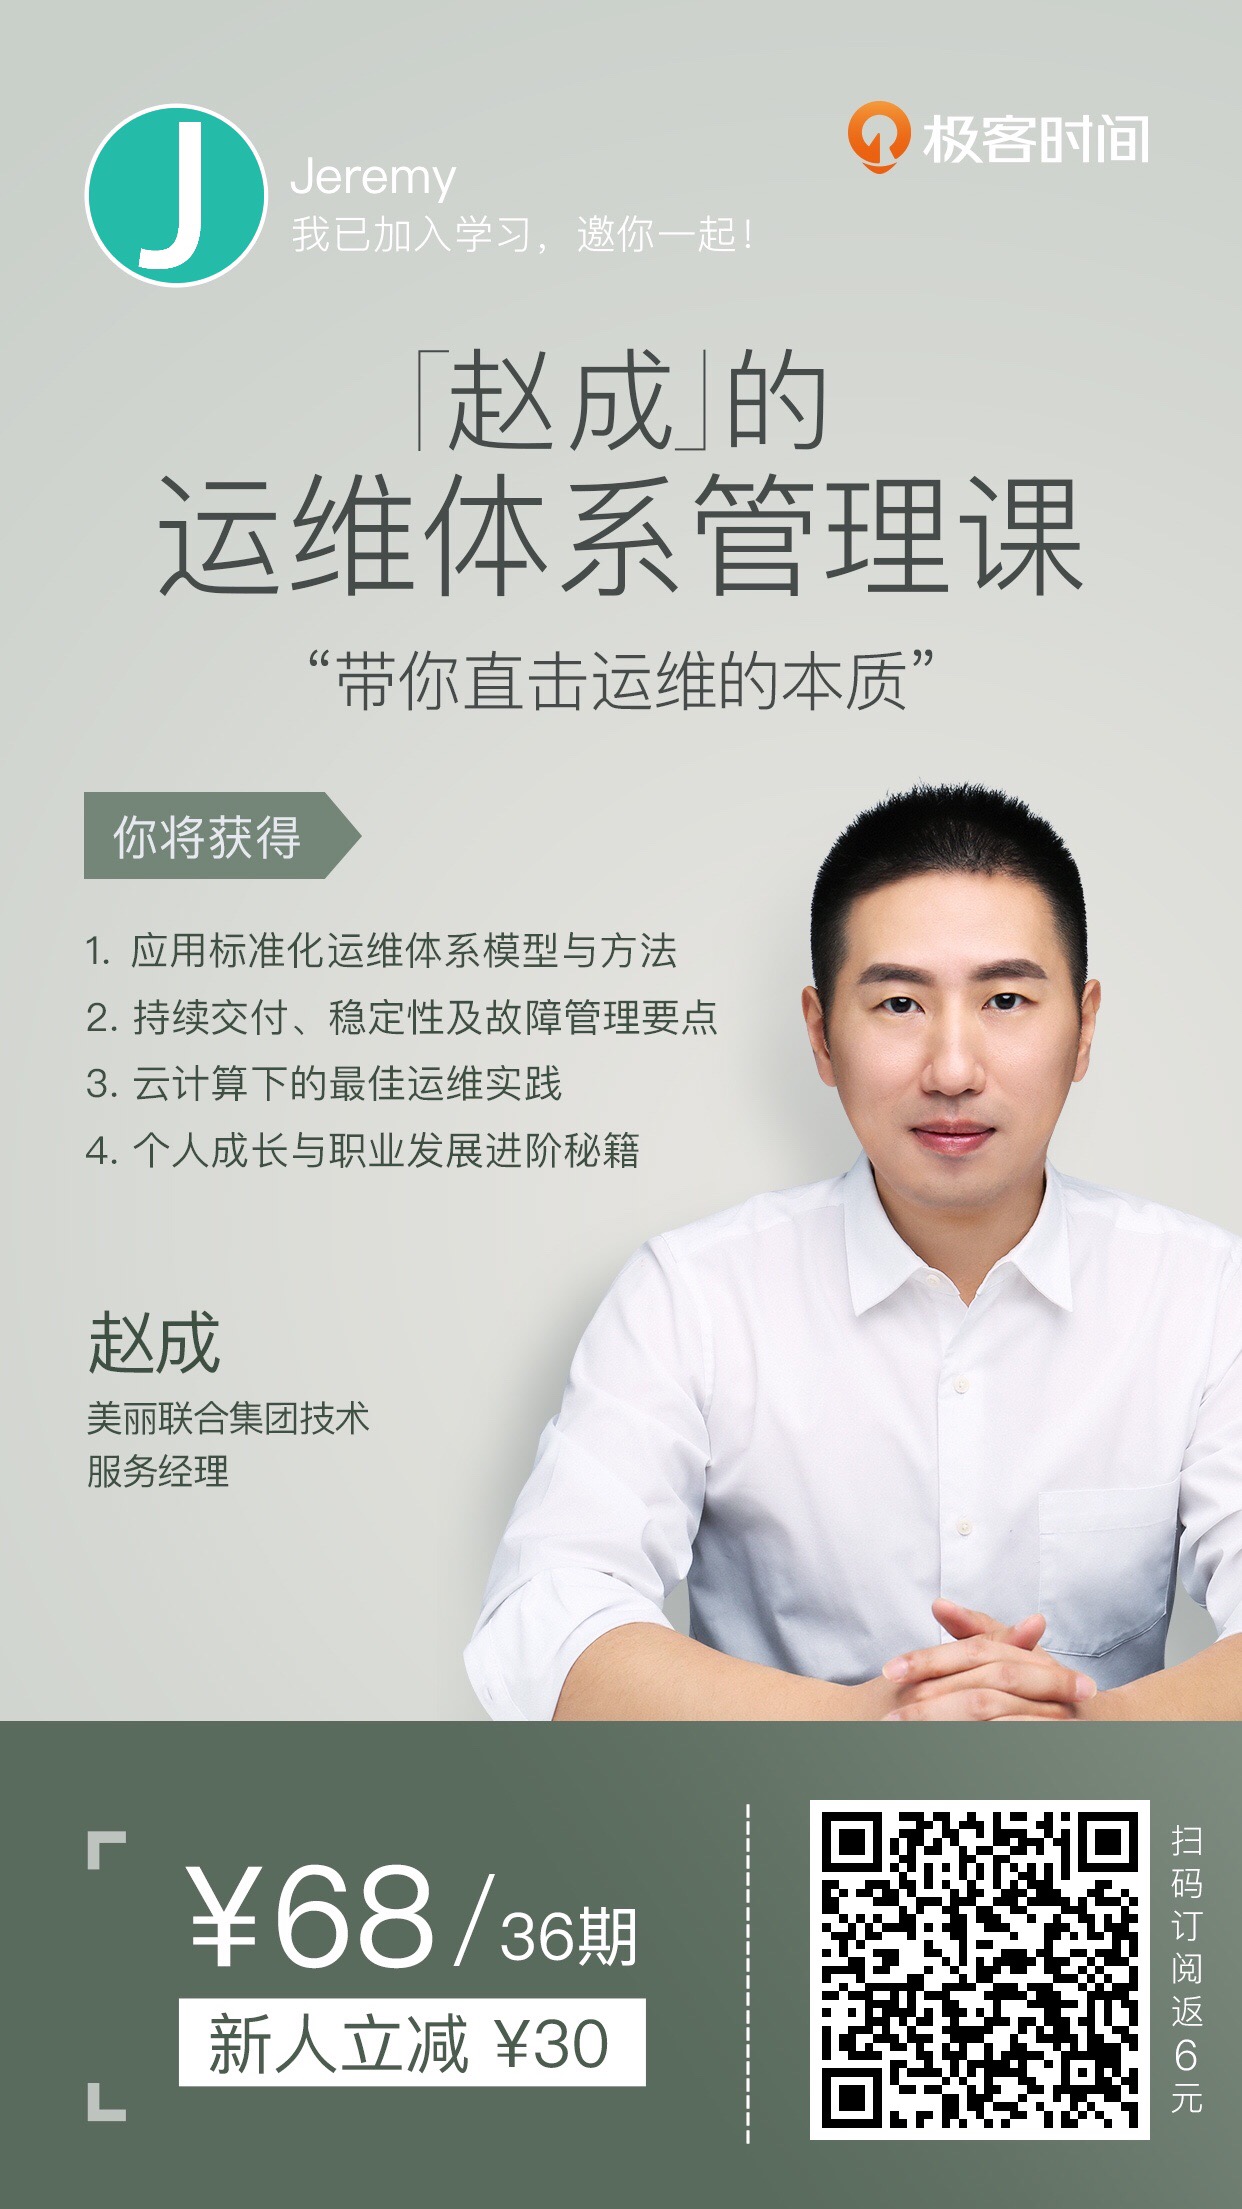 J
Jeremy
极客时间
我已加入学习，邀你一起！
「赵成」的
运维体系管理课
“带你直击运维的本质”
你将获得
1. 应用标准化运维体系模型与方法
2. 持续交付、稳定性及故障管理要点
3. 云计算下的最佳运维实践
4. 个人成长与职业发展进阶秘籍
赵成
美丽联合集团技术
服务经理
¥68/36期
新人立减 ¥30
扫码订阅返6元